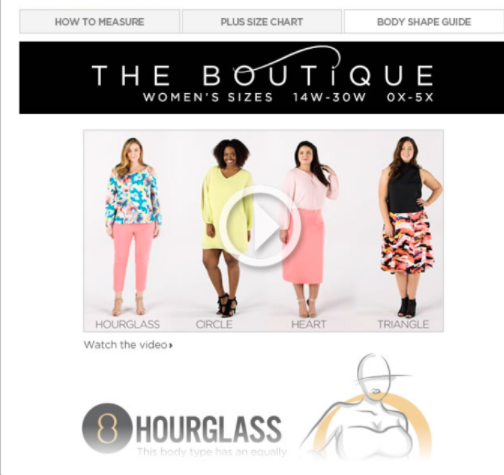 HOW TO MEASURE
PLUS SIZE CHART
BODY SHAPE GUIDE
THE BOUTiQUE
WOMEN'S SIZES 14W-30W 0X-5X
HOURGLASS
CIRCLE
HEART
TRIANGLE
Watch the video
8 HOURGLASS
This body type has an equally